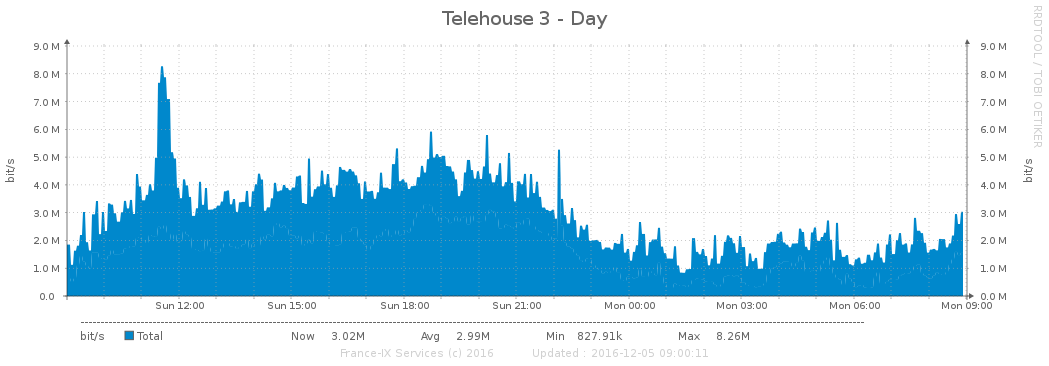 Telehouse 3 - Day
RRDTOOL / TOBI OETIKER
bit/s
9.0 M
8.0 M
7.0 M
6.0 M
5.0 M
4.0 M
3.0 M
2.0 M
1.0 M
0.0
9.0 M
8.0 M
7.0 M
6.0 M
5.0 M
4.0 M
3.0 M
2.0 M
1.0 M
0.0 M
bit/s
Sun 12:00 Sun 15:00 Sun 18:00 Sun 21:00 Mon 00:00 Mon 03:00 Mon 06:00 Mon 09:00
bit/s Total Now 3.02M Avg 2.99M Min 827.91k Max 8.26M
France-IX Services (c) 2016 Updated : 2016-12-05 09:00:11